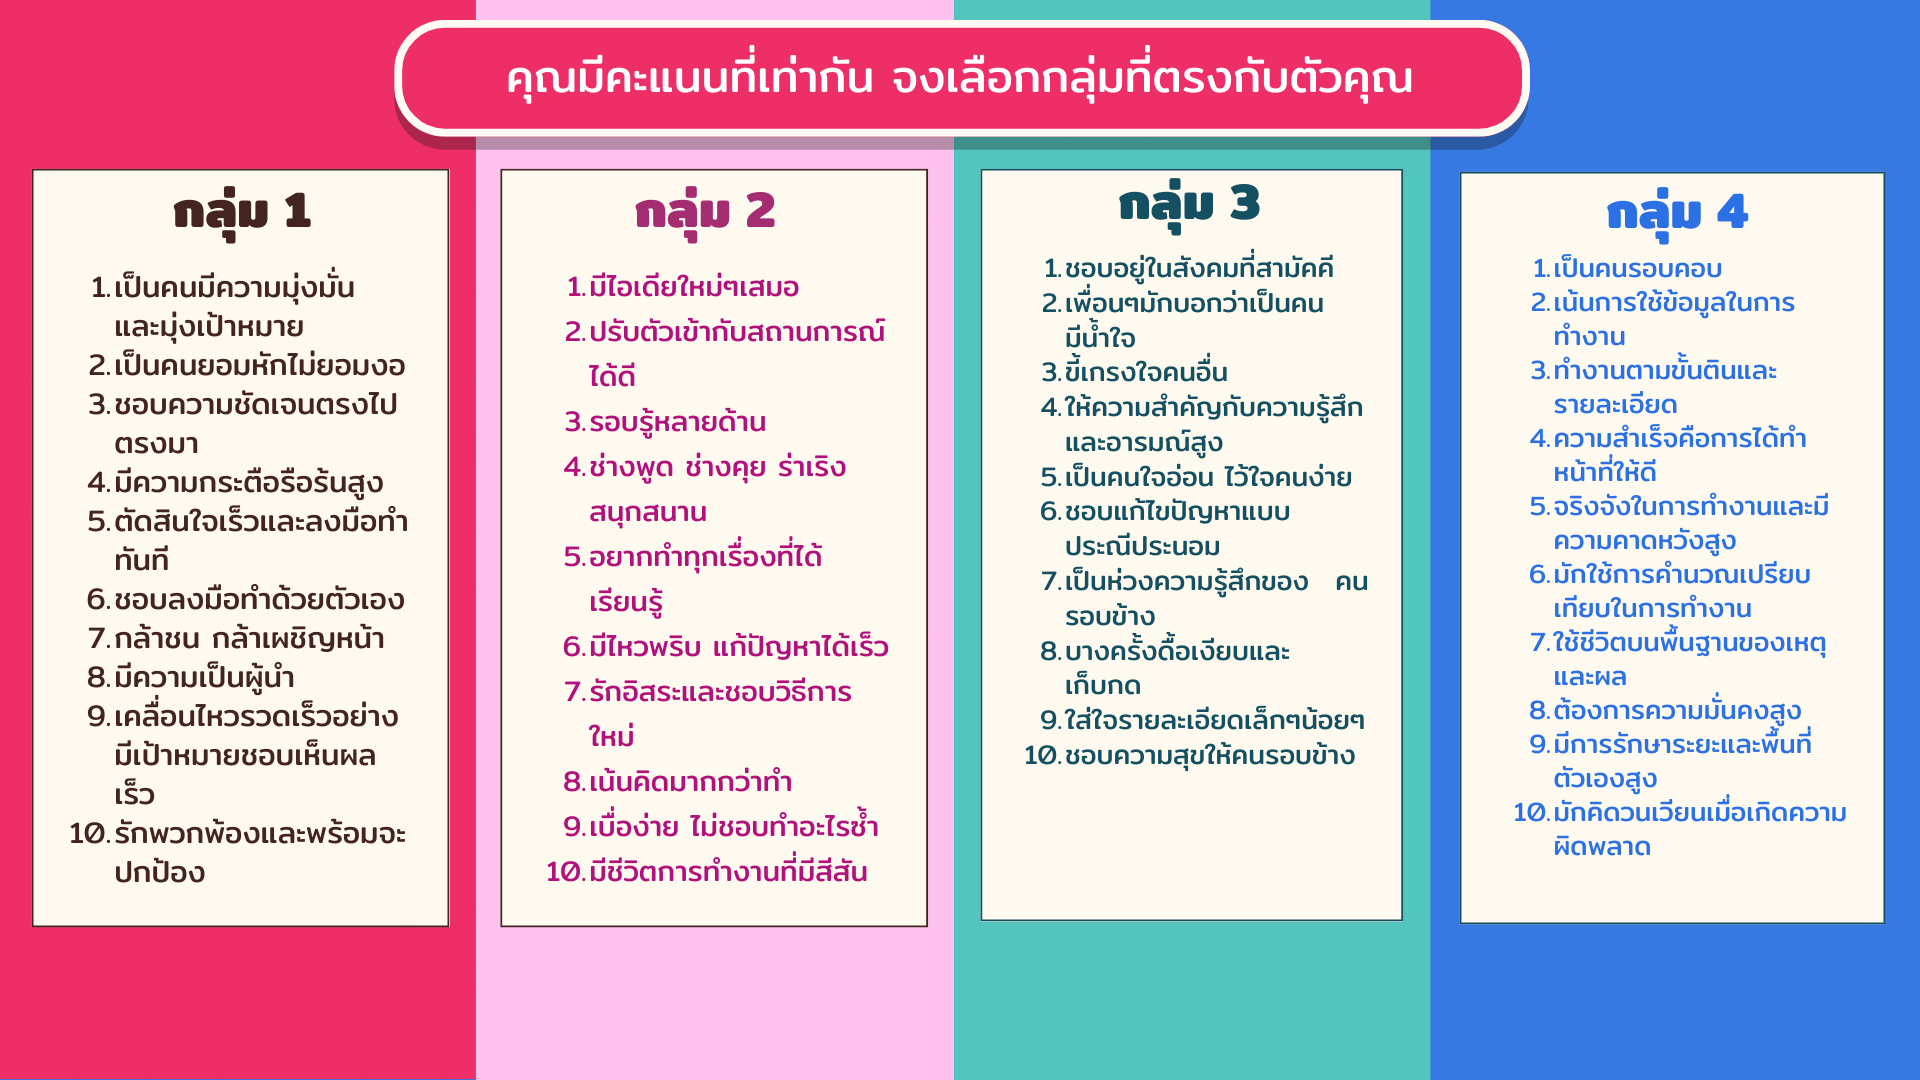 คุณมีคะแนนที่เท่ากัน จงเลือกกลุ่มที่ตรงกับตัวคุณ
กลุ่ม 1
1. เป็นคนมีความมุ่งมั่น
และมุ่งเป้าหมาย
2. เป็นคนยอมหักไม่ยอมงอ
3. ชอบความชัดเจนตรงไป
ตรงมา
4. มีความกระตือรือร้นสูง
5. ตัดสินใจเร็วและลงมือทำ
ทันที
6. ชอบลงมือทำด้วยตัวเอง
7. กล้าชน กล้าเผชิญหน้า
8. มีความเป็นผู้นำ
9. เคลื่อนไหวรวดเร็วอย่าง
มีเป้าหมายชอบเห็นผล
เร็ว
10. รักพวกพ้องและพร้อมจะ
ปกป้อง
กลุ่ม 2
1. มีไอเดียใหม่ๆเสมอ
2. ปรับตัวเข้ากับสถานการณ์
ได้ดี
3. รอบรู้หลายด้าน
4. ช่างพูด ช่างคุย ร่าเริง
สนุกสนาน
5. อยากทำทุกเรื่องที่ได้
เรียนรู้
6. มีไหวพริบ แก้ปัญหาได้เร็ว
7. รักอิสระและชอบวิธีการ
ใหม่
8. เน้นคิดมากกว่าทำ
9. เบื่อง่าย ไม่ชอบทำอะไรซ้ำ
10. มีชีวิตการทำงานที่มีสีสัน
กลุ่ม 3
1. ชอบอยู่ในสังคมที่สามัคคี
2. เพื่อนๆมักบอกว่าเป็นคน
มีน้ำใจ
3. ขี้เกรงใจคนอื่น
4. ให้ความสำคัญกับความรู้สึก
และอารมณ์สูง
5. เป็นคนใจอ่อน ไว้ใจคนง่าย
6. ชอบแก้ไขปัญหาแบบ
ประณีประนอม
7. เป็นห่วงความรู้สึกของ คน
รอบข้าง
8. บางครั้งดื้อเงียบและ
เก็บกด
9. ใส่ใจรายละเอียดเล็กๆน้อยๆ
10. ชอบความสุขให้คนรอบข้าง
กลุ่ม 4
1. เป็นคนรอบคอบ
2. เน้นการใช้ข้อมูลในการ
ทำงาน
3. ทำงานตามขั้นตินและ
รายละเอียด
4. ความสำเร็จคือการได้ทำ
หน้าที่ให้ดี
5. จริงจังในการทำงานและมี
ความคาดหวังสูง
6. มักใช้การคำนวณเปรียบ
เทียบในการทำงาน
7. ใช้ชีวิตบนพื้นฐานของเหตุ
และผล
8. ต้องการความมั่นคงสูง
9. มีการรักษาระยะและพื้นที่
ตัวเองสูง
10. มักคิดวนเวียนเมื่อเกิดความ
ผิดพลาด